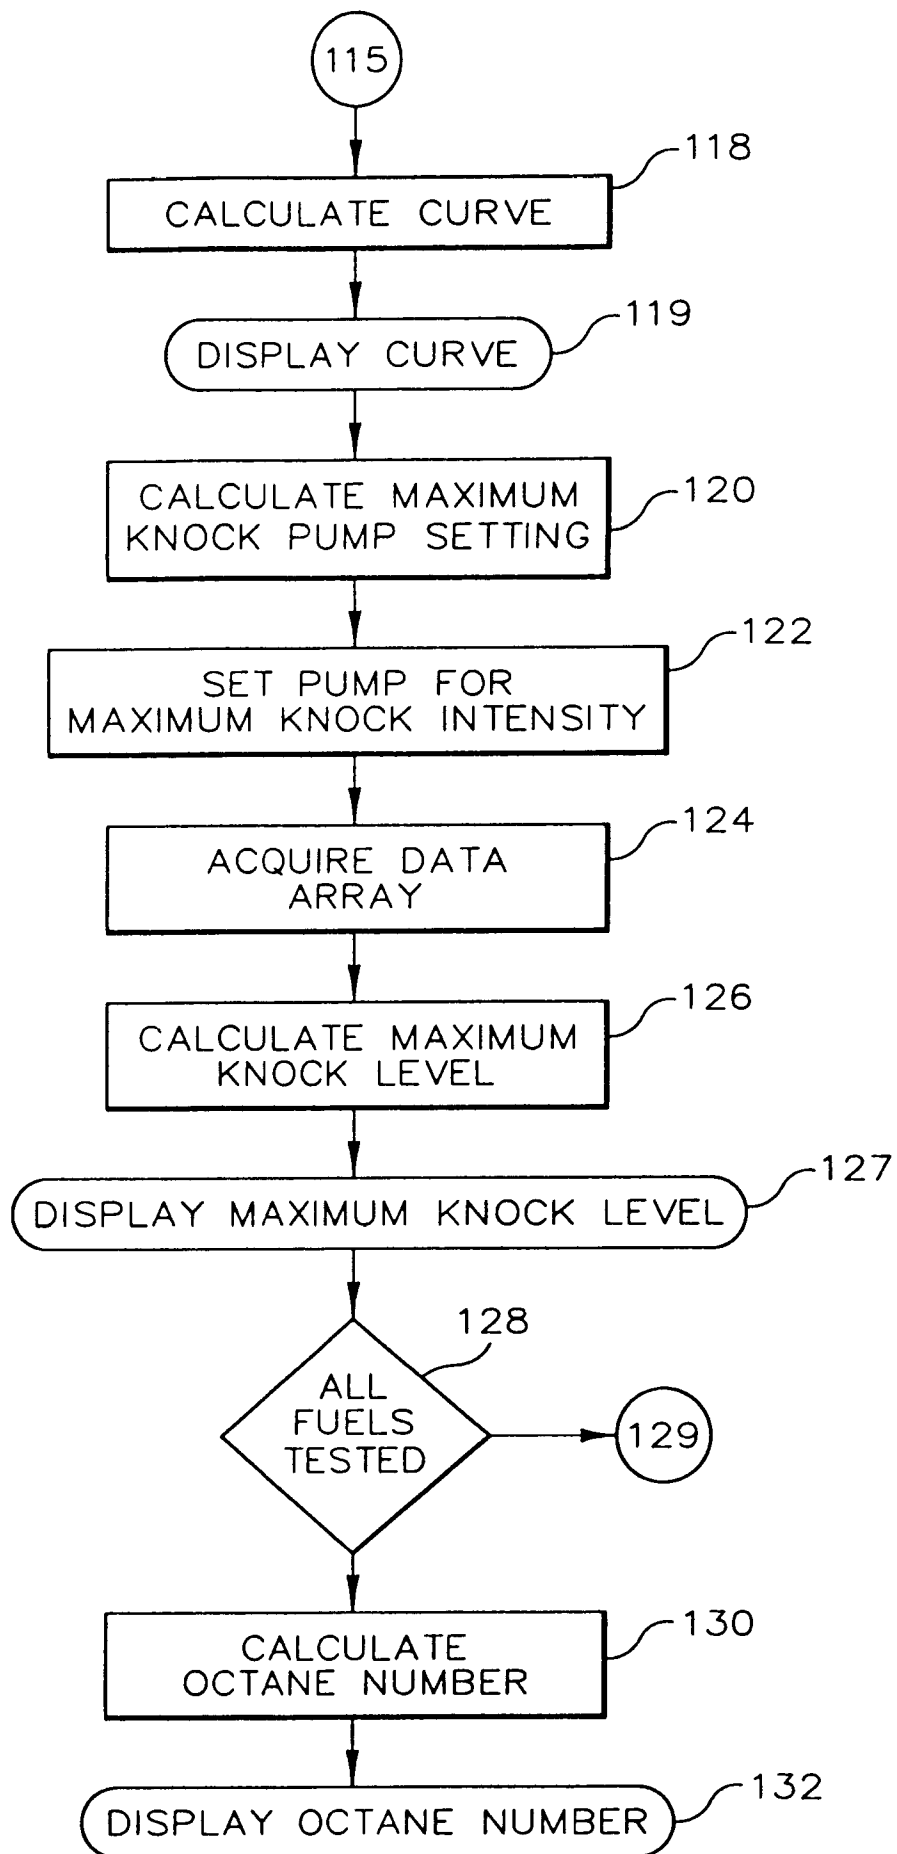 115
118
CALCULATE CURVE
119
DISPLAY CURVE
CALCULATE MAXIMUM
KNOCK PUMP SETTING
120
122
SET PUMP FOR
MAXIMUM KNOCK INTENSITY
124
ACQUIRE DATA
ARRAY
126
CALCULATE MAXIMUM
KNOCK LEVEL
127
DISPLAY MAXIMUM KNOCK LEVEL
128
ALL
FUELS
TESTED
129
130
CALCULATE
OCTANE NUMBER
132
DISPLAY OCTANE NUMBER